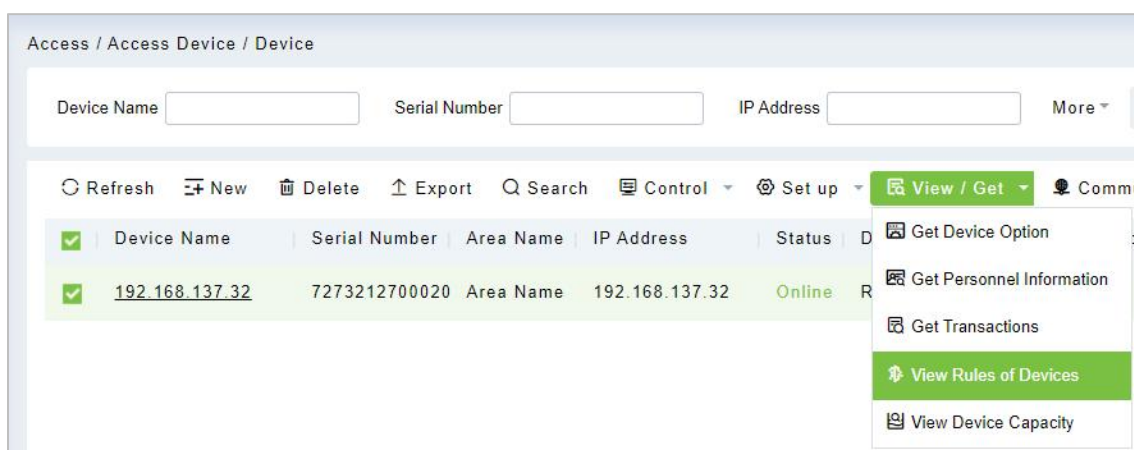 Access / Access Device / Device
Device Name Serial Number IP Address More
Refresh New Delete Export Search Control Set up View / Get
Device Name Serial Number Area Name IP Address Status
192.168.137.32 7273212700020 Area Name 192.168.137.32 Online
Get Device Option
Get Personnel Information
Get Transactions
View Rules of Devices
View Device Capacity